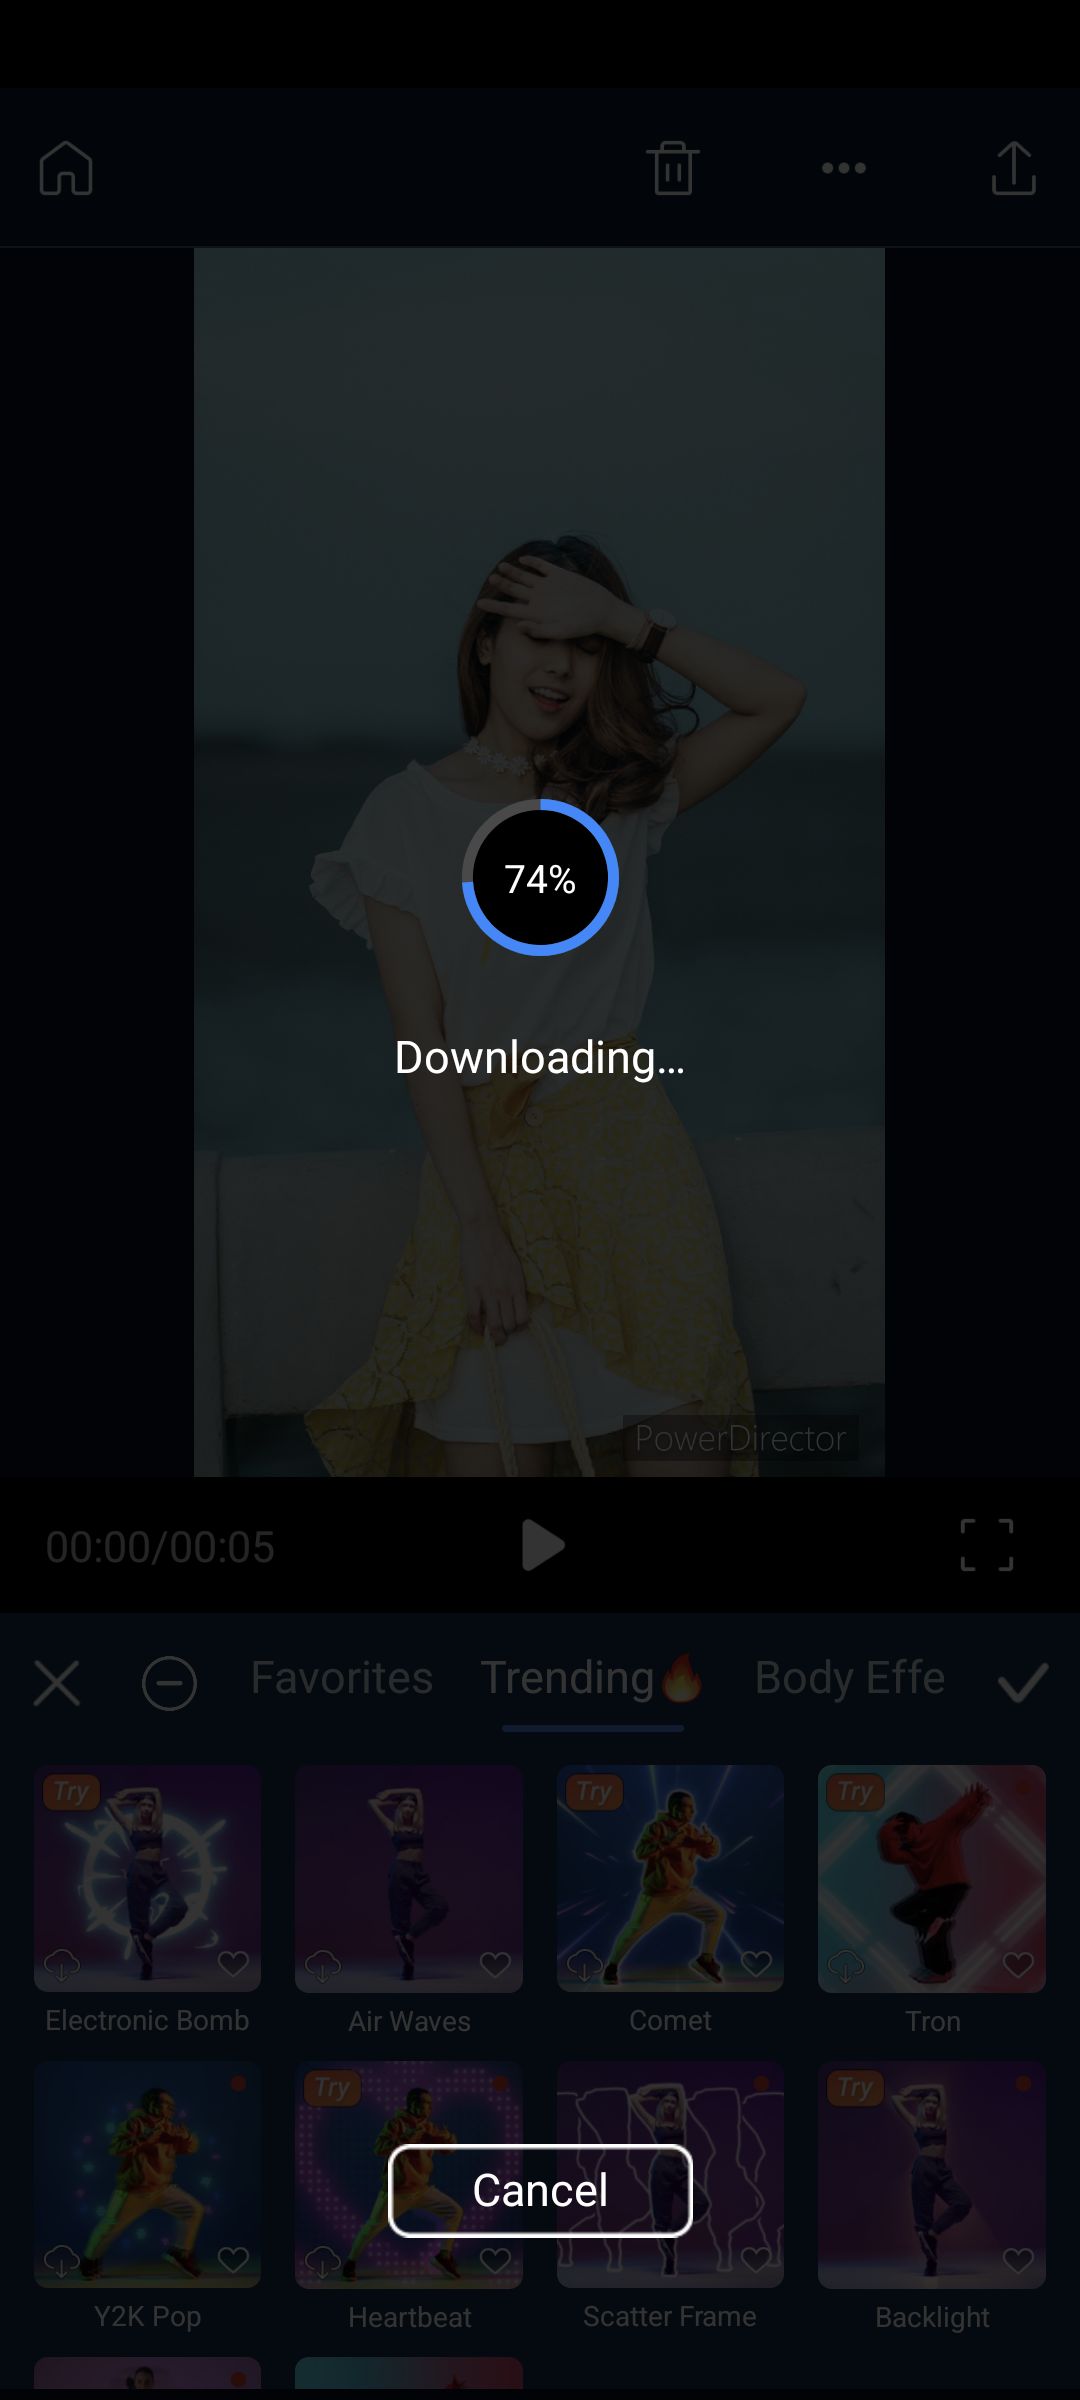 74%
Downloading...
PowerDirector
00:00/00:05
Favorites Trending🔥 Body Effe
Try Try Try
Electronic Bomb Air Waves Comet Tron
Try Try
Cancel
Y2K Pop Heartbeat Scatter Frame Backlight